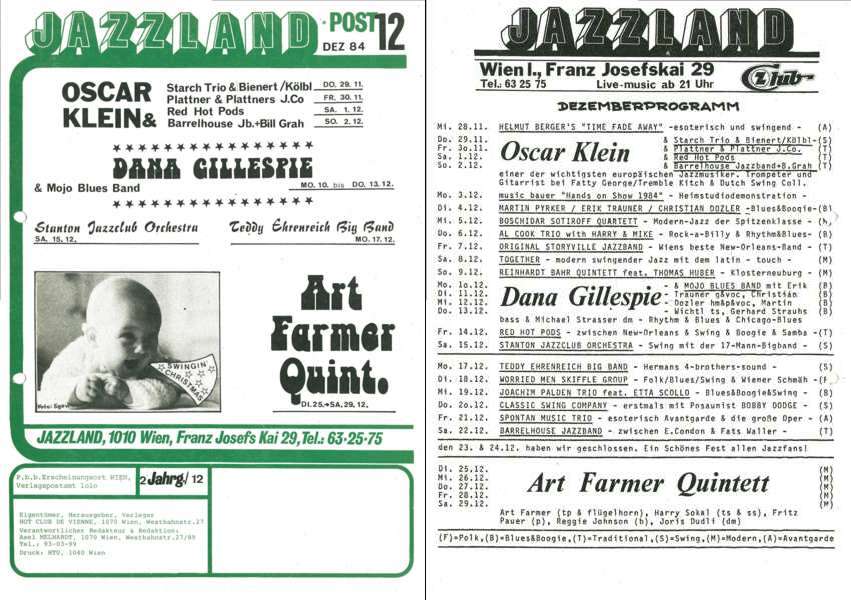 JAZZLAND
·POST 12
DEZ 84
OSCAR
KLEIN&
Starch Trio & Bienert/Kölbl DO. 29. 11.
Plattner & Plattners J.Co FR. 30. 11.
Red Hot Pods SA. 1. 12.
Barrelhouse Jb.+Bill Grah SO. 2. 12.
DANA GILLESPIE
& Mojo Blues Band
MO. 10. bis DO. 13. 12.
Stanton Jazzclub Orchestra
SA. 15. 12.
Teddy Ehrenreich Big Band
MO. 17. 12.
SWINGIN'
CHRISTMAS
Art
Farmer
Quint.
DI. 25.→SA. 29. 12.
JAZZLAND, 1010 Wien, Franz Josefs Kai 29, Tel.: 63·25·75
P.b.b. Erscheinungsort WIEN,
Verlagspostamt 1010
2 Jahrg./ 12
Eigentümer, Herausgeber, Verleger
HOT CLUB DE VIENNE, 1070 Wien, Westbahnstr.27
Verantwortlicher Redakteur & Redaktion:
Axel MELHARDT, 1070 Wien, Westbahnstr.27/09
Tel.: 93-03-99
Druck: HTU, 1040 Wien
JAZZLAND
Wien I., Franz Josefskai 29
Tel.: 63 25 75 Live-music ab 21 Uhr
Z club
DEZEMBERPROGRAMM
Mi. 28.11. HELMUT BERGER'S "TIME FADE AWAY" -esoterisch und swingend - (A)
Do. 29.11. & Starch Trio & Bienert/Kölbl-(S)
Fr. 3o.11. Oscar Klein & Plattner & Plattner J.Co. (T)
Sa. 1.12. & Red Hot Pods (T)
So. 2.12. & Barrelhouse Jazzband+B.Grah (T)
einer der wichtigsten europäischen Jazzmusiker. Trompeter und
Gitarrist bei Fatty George/Tremble Kitch & Dutch Swing Coll.
Mo. 3.12. music bauer "Hands on Show 1984" - Heimstudiodemonstration -
Di. 4.12. MARTIN PYRKER / ERIK TRAUNER / CHRISTIAN DOZLER -Blues&Boogie-(B)
Mi. 5.12. BOSCHIDAR SOTIROFF QUARTETT - Modern-Jazz der Spitzenklasse -
Do. 6.12. AL COOK TRIO with HARRY & MIKE - Rock-a-Billy & Rhythm&Blues- (B)
Fr. 7.12. ORIGINAL STORYVILLE JAZZBAND - Wiens beste New-Orleans-Band - (T)
Sa. 8.12. TOGETHER - modern swingender Jazz mit dem latin - touch - (M)
So. 9.12. REINHARDT BAHR QUINTETT feat. THOMAS HUBER - Klosterneuburg - (M)
Mo. 1o.12. - & MOJO BLUES BAND mit Erik (B)
Di. 11.12. Dana Gillespie - Trauner g&voc, Christian (B)
Mi. 12.12. - Dozler hm&p&voc, Martin (B)
Do. 13.12. - Wichtl ts, Gerhard Strauhs (B)
bass & Michael Strasser dm - Rhythm & Blues & Chicago-Blues
Fr. 14.12. RED HOT PODS - zwischen New-Orleans & Swing & Boogie & Samba -(T)
Sa. 15.12. STANTON JAZZCLUB ORCHESTRA - Swing mit der 17-Mann-Bigband - (S)
Mo. 17.12. TEDDY EHRENREICH BIG BAND - Hermans 4-brothers-sound - (S)
Di. 18.12. WORRIED MEN SKIFFLE GROUP - Folk/Blues/Swing & Wiener Schmäh -(F
Mi. 19.12. JOACHIM PALDEN TRIO feat. ETTA SCOLLO - Blues&Boogie&Swing - (B)
Do. 2o.12. CLASSIC SWING COMPANY - erstmals mit Posaunist BOBBY DODGE - (S)
Fr. 21.12. SPONTAN MUSIC TRIO - esoterisch Avantgarde & die große Oper - (A)
Sa. 22.12. BARRELHOUSE JAZZBAND - zwischen E.Condon & Fats Waller - (T)
den 23. & 24.12. haben wir geschlossen. Ein Schönes Fest allen Jazzfans!
Di. 25.12. (M)
Mi. 26.12. (M)
Do. 27.12. Art Farmer Quintett (M)
Fr. 28.12. (M)
Sa. 29.12. (M)
Art Farmer (tp & flügelhorn), Harry Sokal (ts & ss), Fritz
Pauer (p), Reggie Johnson (b), Joris Dudli (dm)
(F)=Folk,(B)=Blues&Boogie,(T)=Traditional,(S)=Swing,(M)=Modern,(A)=Avantgarde